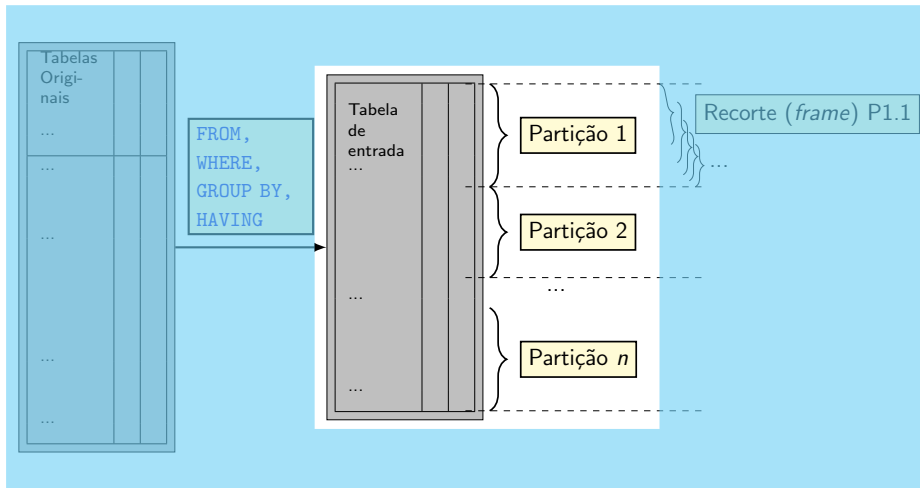 Tabelas
Origi-
nais
...
...
...
...
...
FROM,
WHERE,
GROUP BY,
HAVING
Tabela
de
entrada
...
...
...
Partição 1
Partição 2
...
Partição n
Recorte (frame) P1.1
...